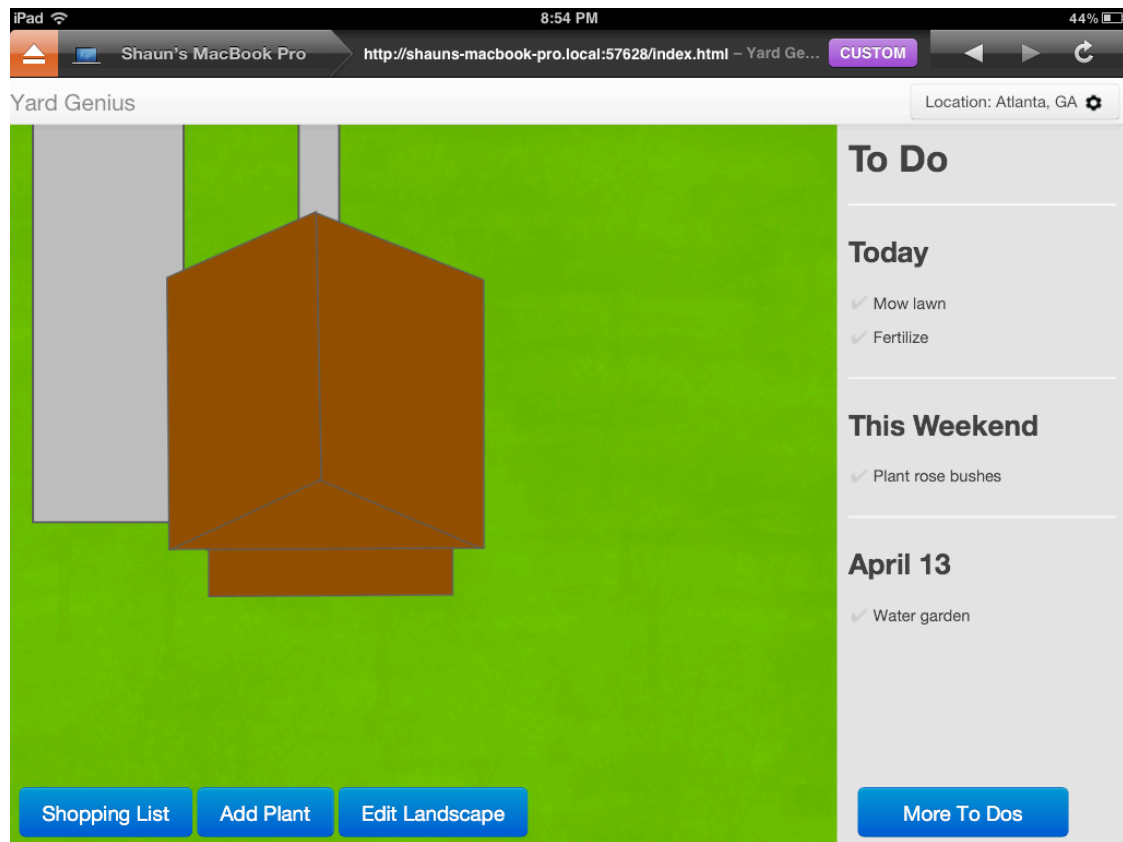 iPad 8:54 PM 44%
Shaun's MacBook Pro http://shauns-macbook-pro.local:57628/index.html – Yard Ge... CUSTOM
Yard Genius Location: Atlanta, GA
To Do
Today
Mow lawn
Fertilize
This Weekend
Plant rose bushes
April 13
Water garden
Shopping List Add Plant Edit Landscape More To Dos